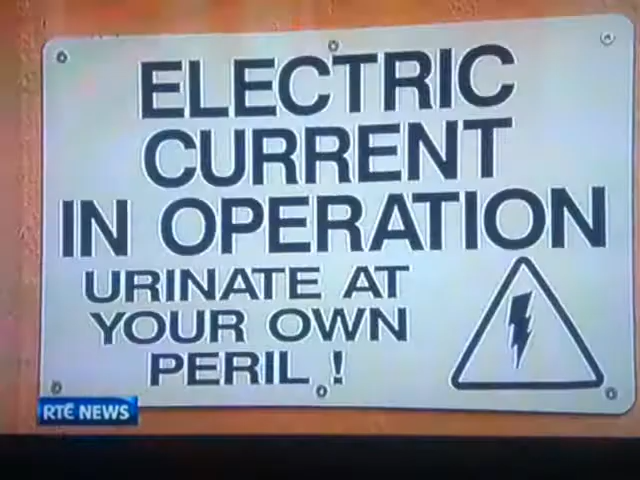 ELECTRIC
CURRENT
IN OPERATION
URINATE AT
YOUR OWN
PERIL !
RTÉ NEWS